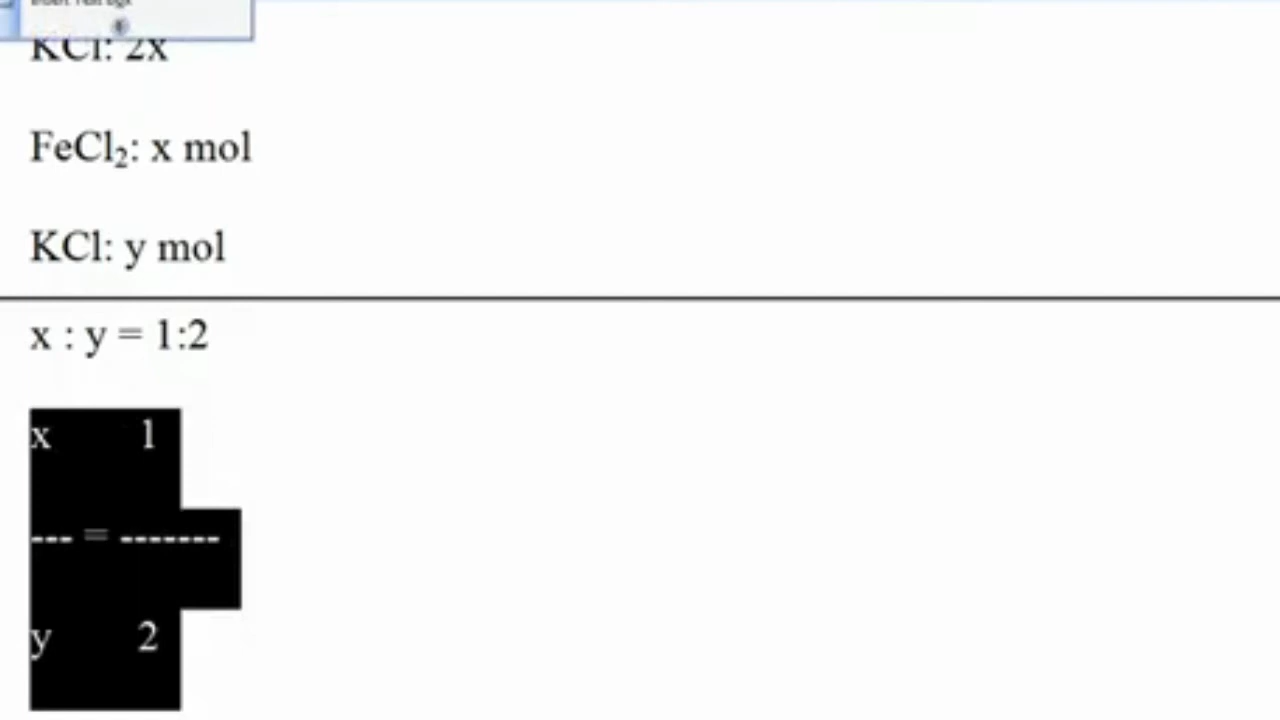 KCl: 2x
FeCl₂: x mol
KCl: y mol
x : y = 1:2
x 1
--- = -------
y 2